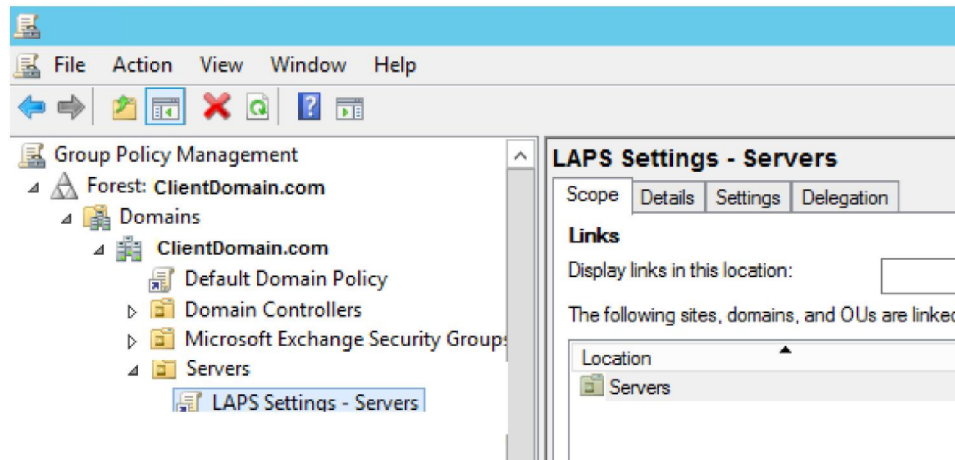 File Action View Window Help
Group Policy Management
Forest: ClientDomain.com
Domains
ClientDomain.com
Default Domain Policy
Domain Controllers
Microsoft Exchange Security Group
Servers
LAPS Settings - Servers
LAPS Settings - Servers
Scope Details Settings Delegation
Links
Display links in this location:
The following sites, domains, and OUs are linked
Location
Servers